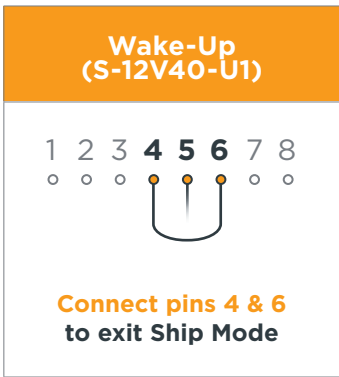 Wake-Up
(S-12V40-U1)
1 2 3 4 5 6 7 8
Connect pins 4 & 6
to exit Ship Mode